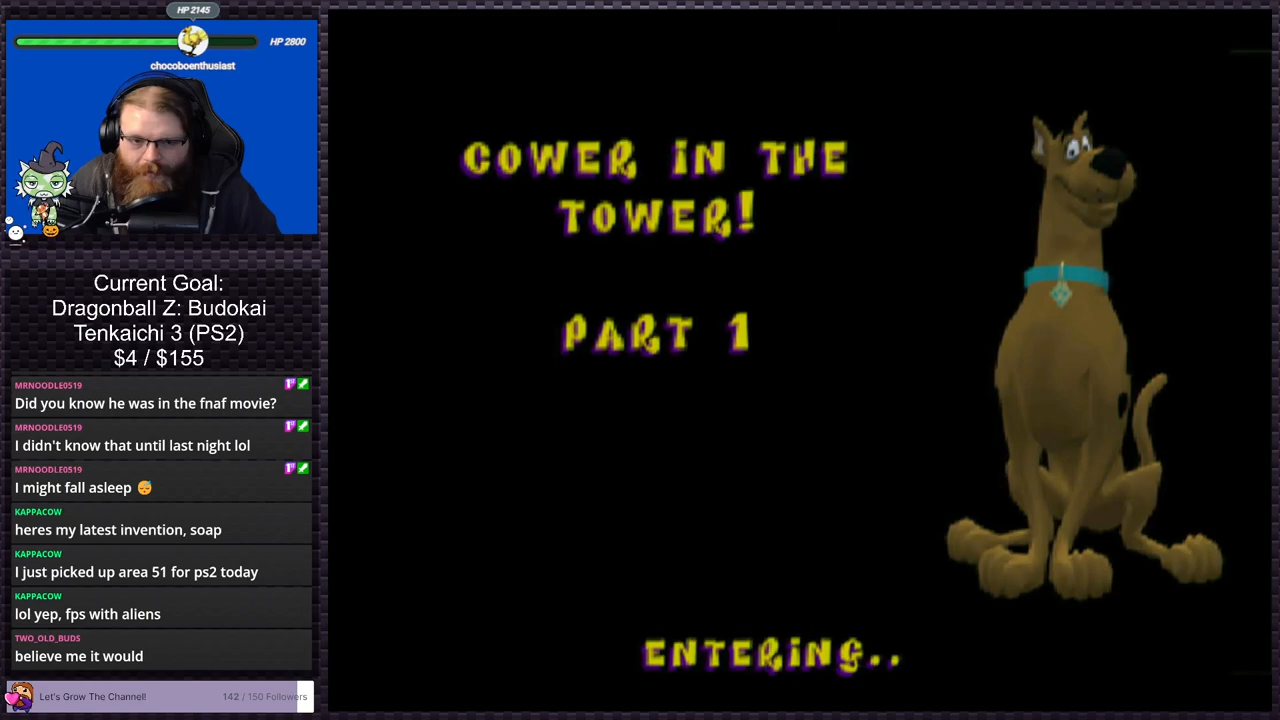 HP 2145
HP 2800
chocoboenthusiast
Current Goal:
Dragonball Z: Budokai
Tenkaichi 3 (PS2)
$4 / $155
MRNOODLE0519
Did you know he was in the fnaf movie?
MRNOODLE0519
I didn't know that until last night lol
MRNOODLE0519
I might fall asleep 😴
KAPPACOW
heres my latest invention, soap
KAPPACOW
I just picked up area 51 for ps2 today
KAPPACOW
lol yep, fps with aliens
TWO_OLD_BUDS
believe me it would
Let's Grow The Channel! 142 / 150 Followers
COWER IN THE
TOWER!
PART 1
ENTERING..